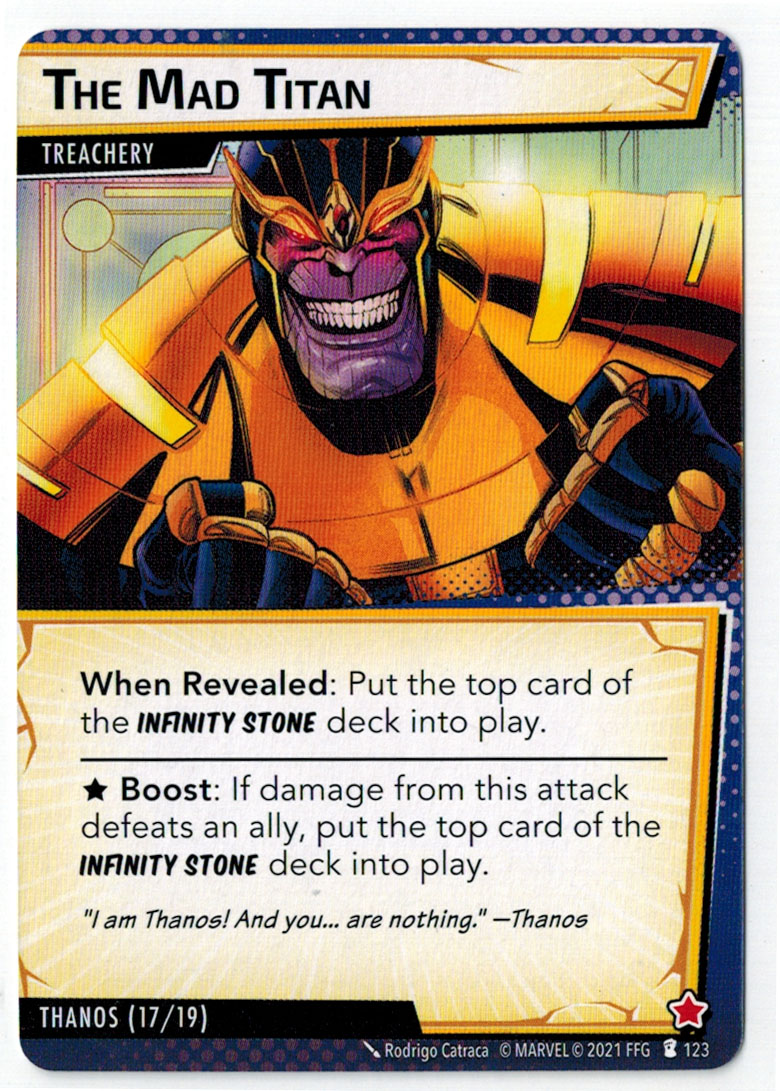 THE MAD TITAN
TREACHERY
When Revealed: Put the top card of
the INFINITY STONE deck into play.
★ Boost: If damage from this attack
defeats an ally, put the top card of the
INFINITY STONE deck into play.
"I am Thanos! And you... are nothing." —Thanos
THANOS (17/19)
Rodrigo Catraca © MARVEL © 2021 FFG 123